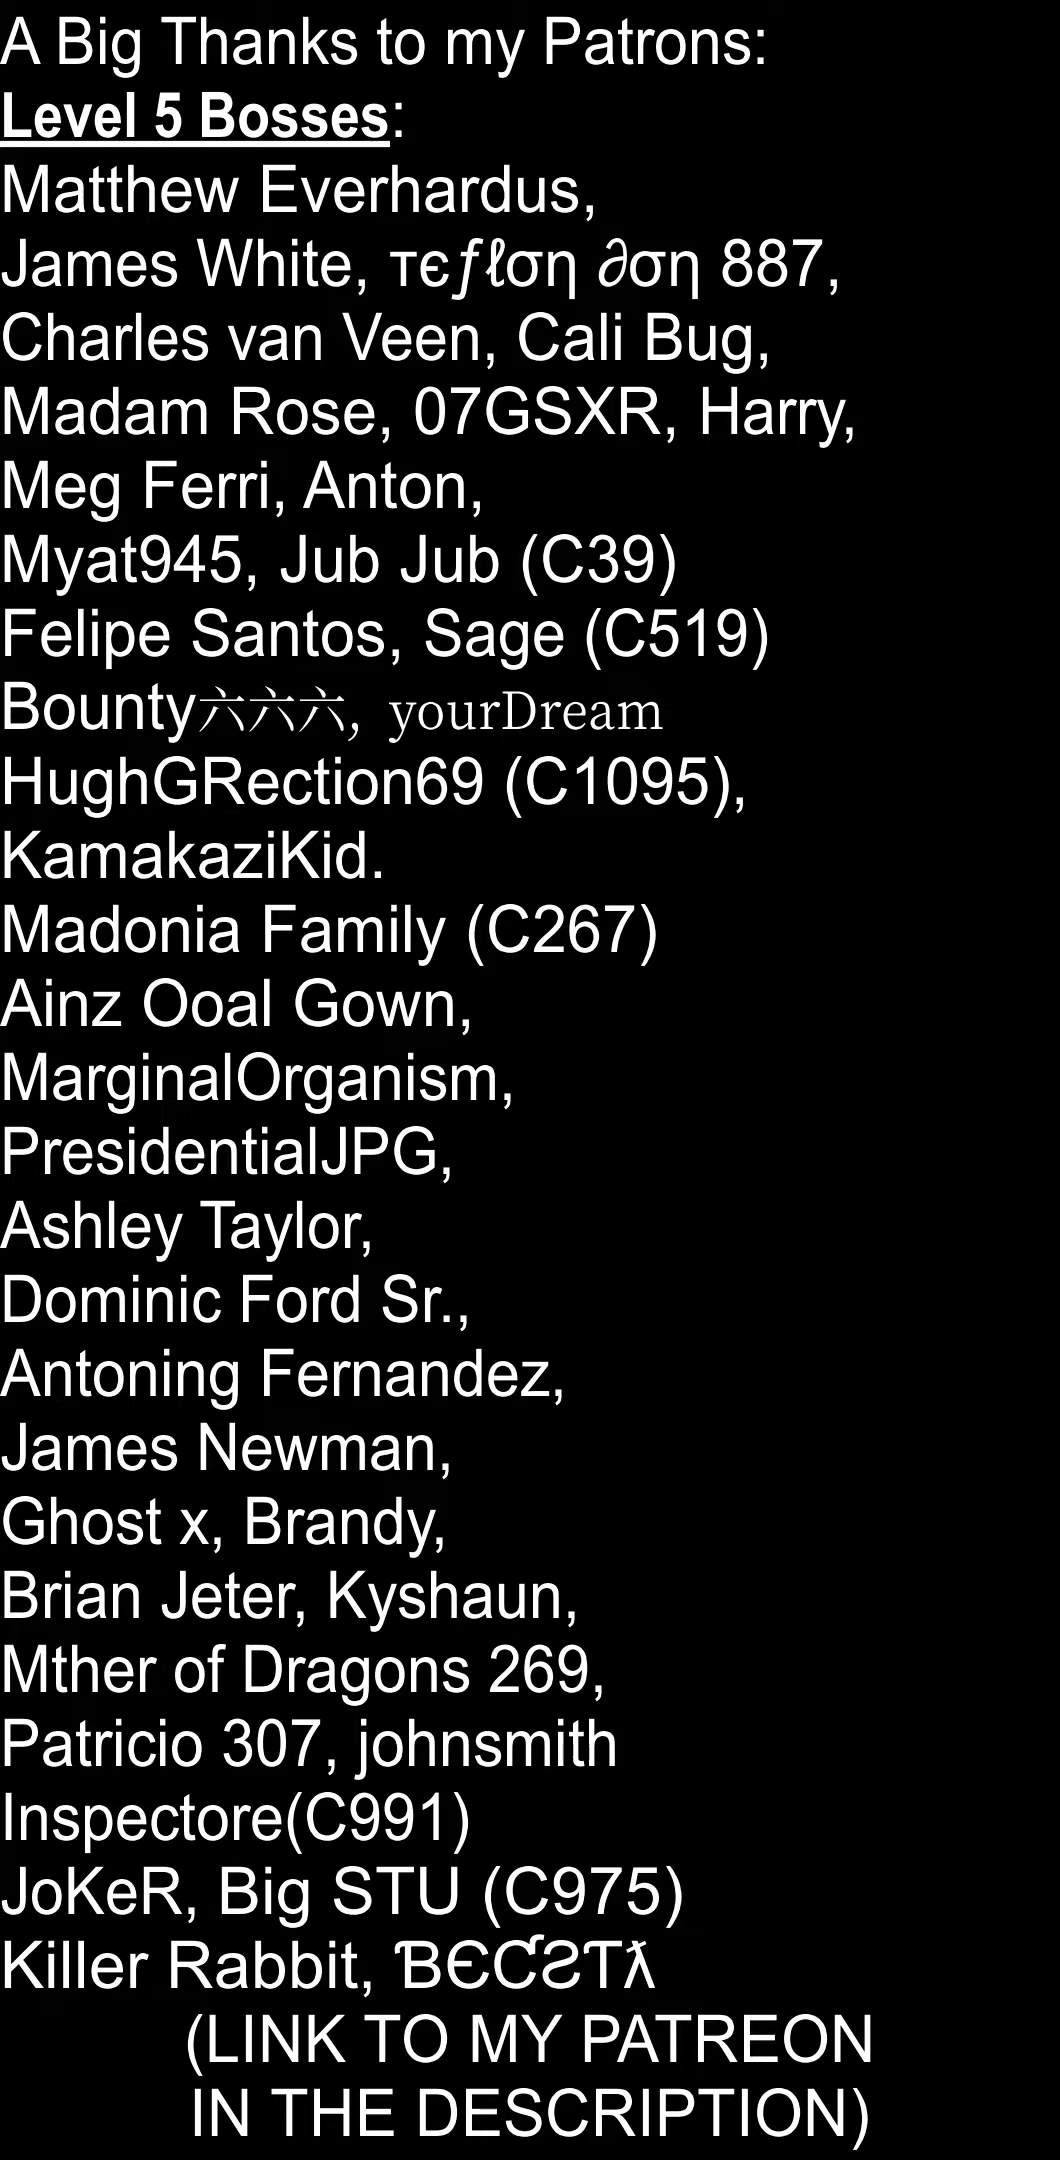 A Big Thanks to my Patrons:
Level 5 Bosses:
Matthew Everhardus,
James White, тєƒℓση ∂ση 887,
Charles van Veen, Cali Bug,
Madam Rose, 07GSXR, Harry,
Meg Ferri, Anton,
Myat945, Jub Jub (C39)
Felipe Santos, Sage (C519)
Bounty六六六, yourDream
HughGRection69 (C1095),
KamakaziKid.
Madonia Family (C267)
Ainz Ooal Gown,
MarginalOrganism,
PresidentialJPG,
Ashley Taylor,
Dominic Ford Sr.,
Antoning Fernandez,
James Newman,
Ghost x, Brandy,
Brian Jeter, Kyshaun,
Mther of Dragons 269,
Patricio 307, johnsmith
Inspectore(C991)
JoKeR, Big STU (C975)
Killer Rabbit, ƁЄƇƧƬƛ
(LINK TO MY PATREON
IN THE DESCRIPTION)